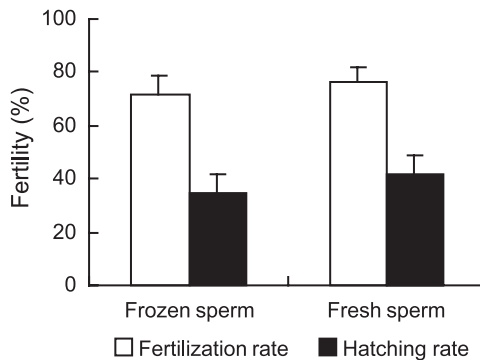 Fertility (%)
100
80
60
40
20
0
Frozen sperm Fresh sperm
Fertilization rate Hatching rate